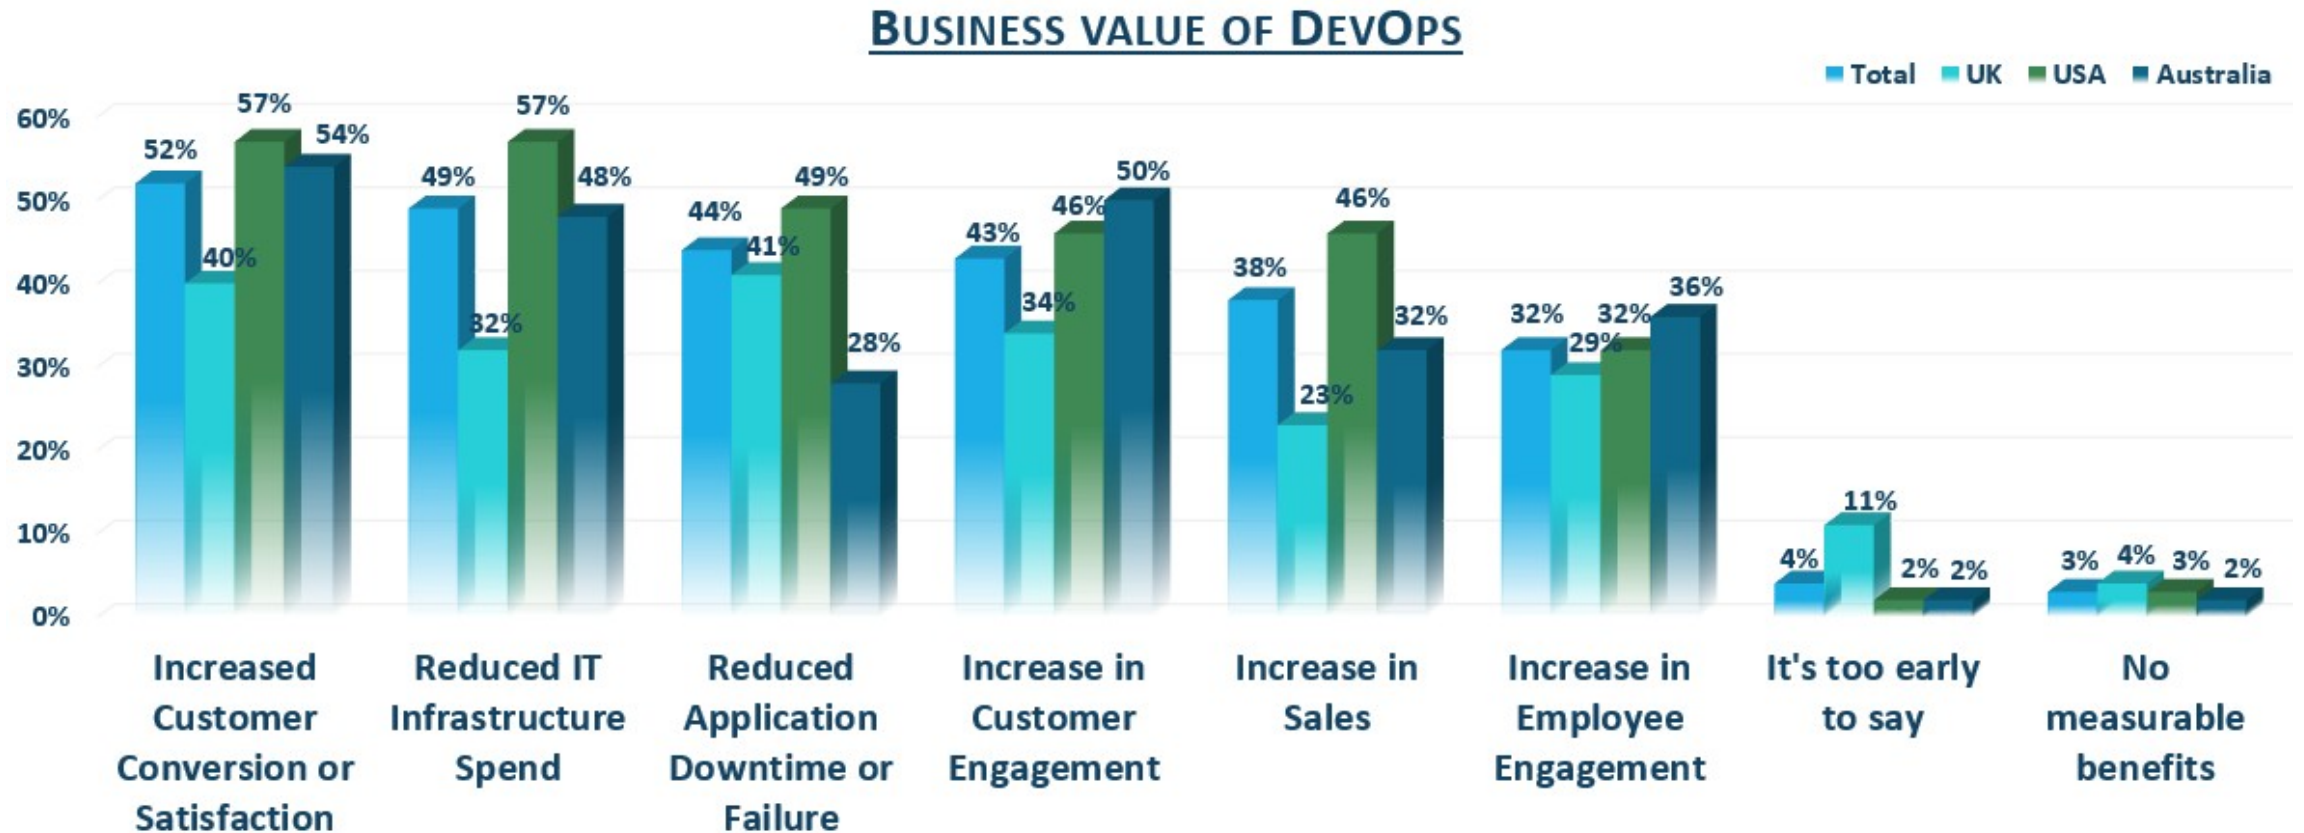 BUSINESS VALUE OF DEVOPS
Total UK USA Australia
60%
50%
40%
30%
20%
10%
0%
52% 40% 57% 54%
49% 32% 57% 48%
44% 41% 49% 28%
43% 34% 46% 50%
38% 23% 46% 32%
32% 29% 32% 36%
4% 11% 2% 2%
3% 4% 3% 2%
Increased
Customer
Conversion or
Satisfaction
Reduced IT
Infrastructure
Spend
Reduced
Application
Downtime or
Failure
Increase in
Customer
Engagement
Increase in
Sales
Increase in
Employee
Engagement
It's too early
to say
No
measurable
benefits